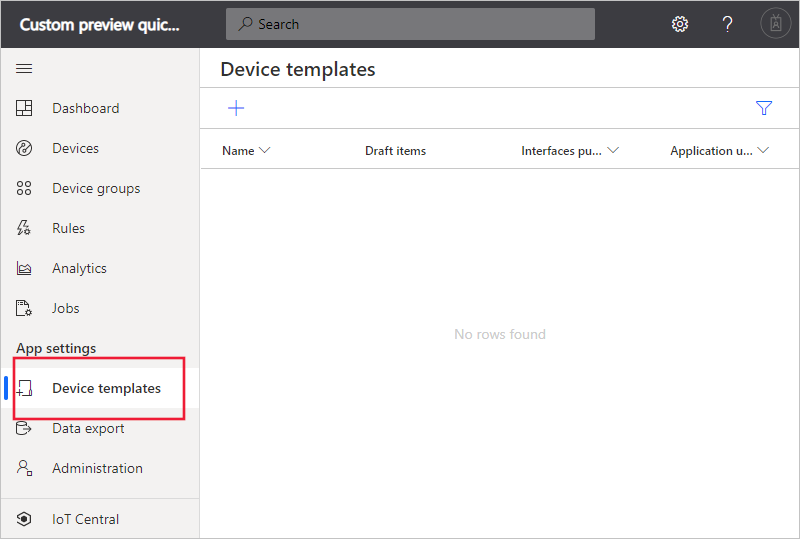 Custom preview quic...
Search
?
Device templates
Name
Draft items
Interfaces pu...
Application u...
No rows found
Dashboard
Devices
Device groups
Rules
Analytics
Jobs
App settings
Device templates
Data export
Administration
IoT Central